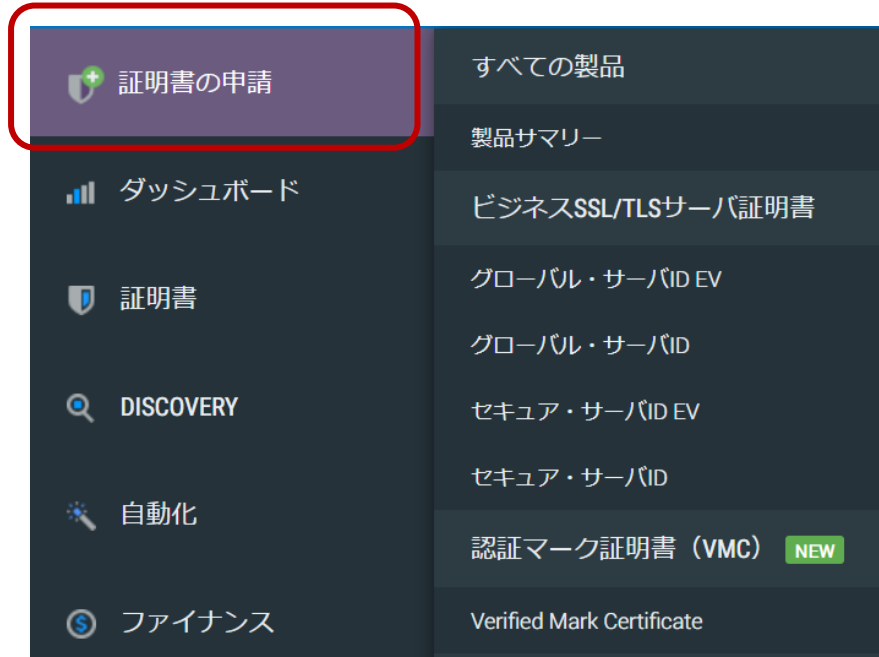 証明書の申請
ダッシュボード
証明書
DISCOVERY
自動化
ファイナンス
すべての製品
製品サマリー
ビジネスSSL/TLSサーバ証明書
グローバル・サーバID EV
グローバル・サーバID
セキュア・サーバID EV
セキュア・サーバID
認証マーク証明書（VMC） NEW
Verified Mark Certificate